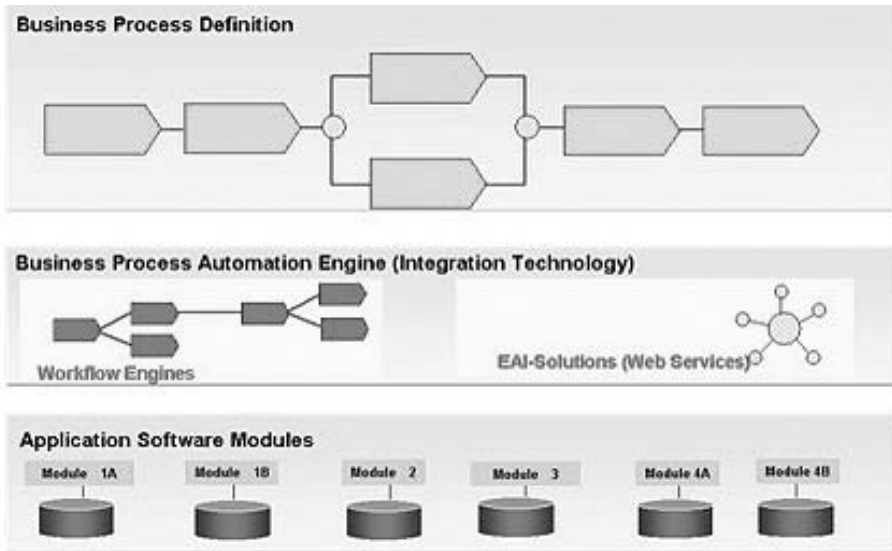 Business Process Definition
Business Process Automation Engine (Integration Technology)
Workflow Engines
EAI-Solutions (Web Services)
Application Software Modules
Module 1A
Module 1B
Module 2
Module 3
Module 4A
Module 4B